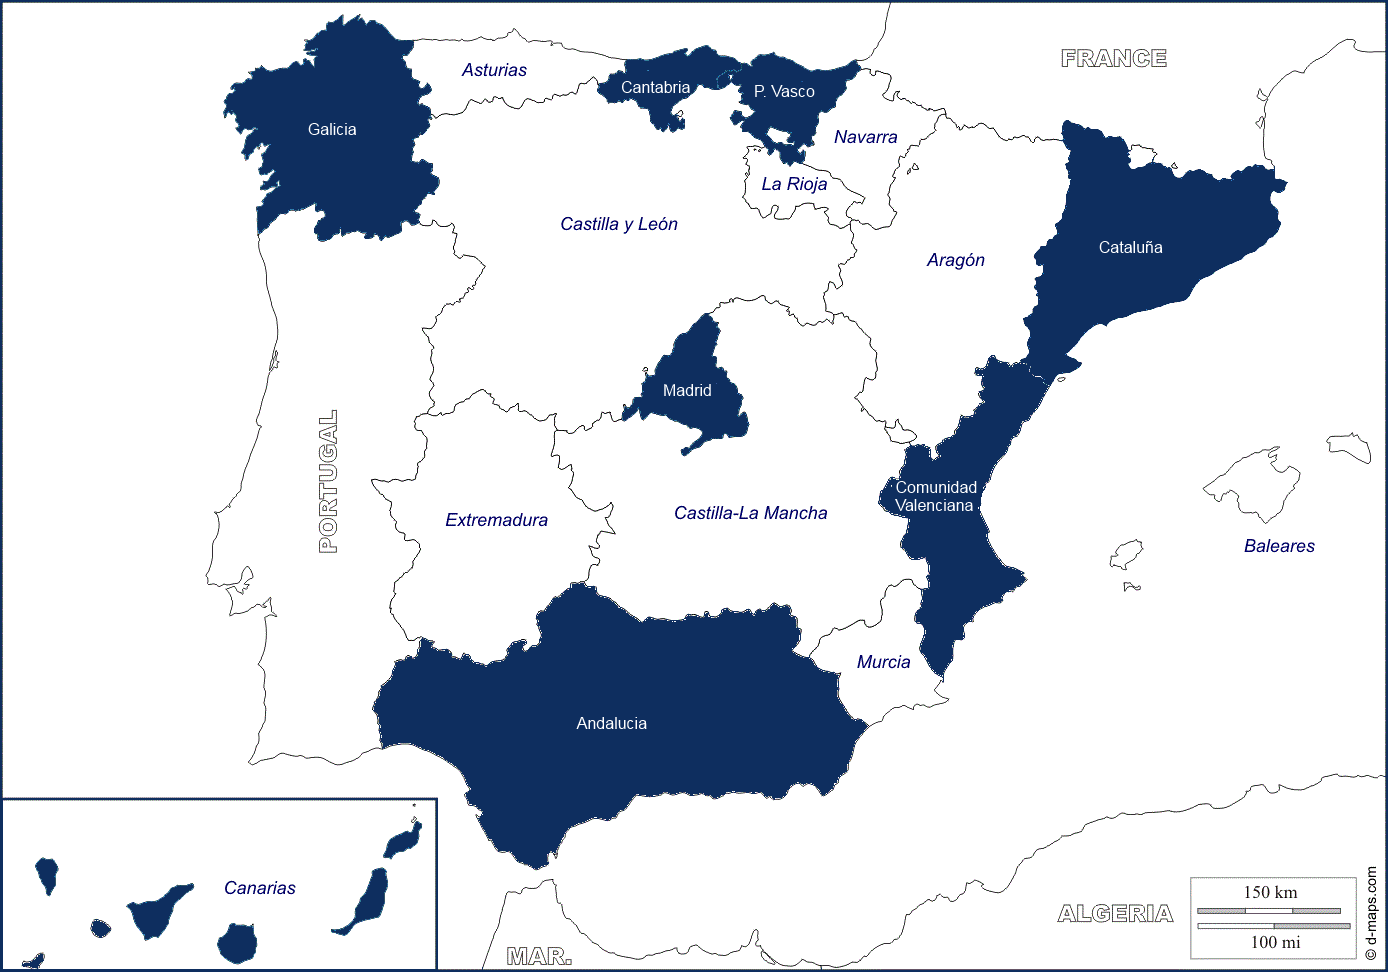 FRANCE
Asturias
Cantabria
P. Vasco
Galicia
Navarra
La Rioja
Castilla y León
Cataluña
Aragón
Madrid
PORTUGAL
Comunidad
Valenciana
Extremadura
Castilla-La Mancha
Baleares
Murcia
Andalucia
Canarias
150 km
100 mi
ALGERIA
MAR.
© d-maps.com